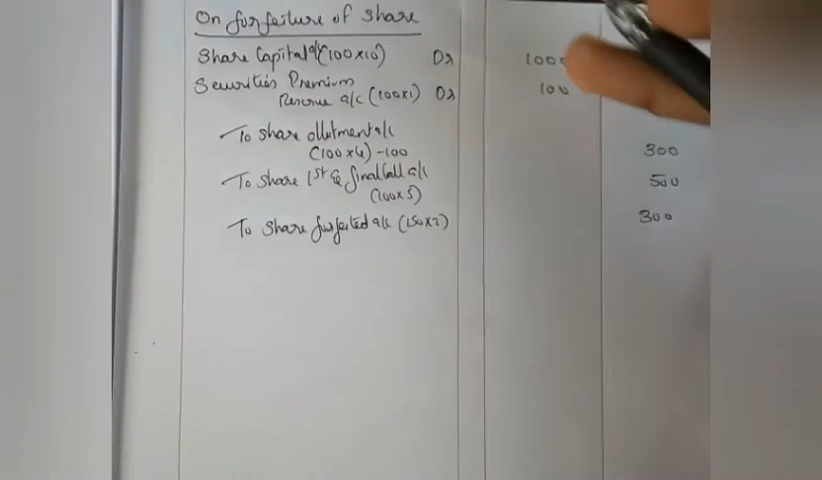 On forfeiture of share
Share Capital a/c (100x10) Dr 1000
Securities Premium
Reserve a/c (100x1) Dr 100
To share allotment a/c
(100x4) -100 300
To share 1st & final Call a/c
(100x5) 500
To share forfeited a/c (150x2) 300